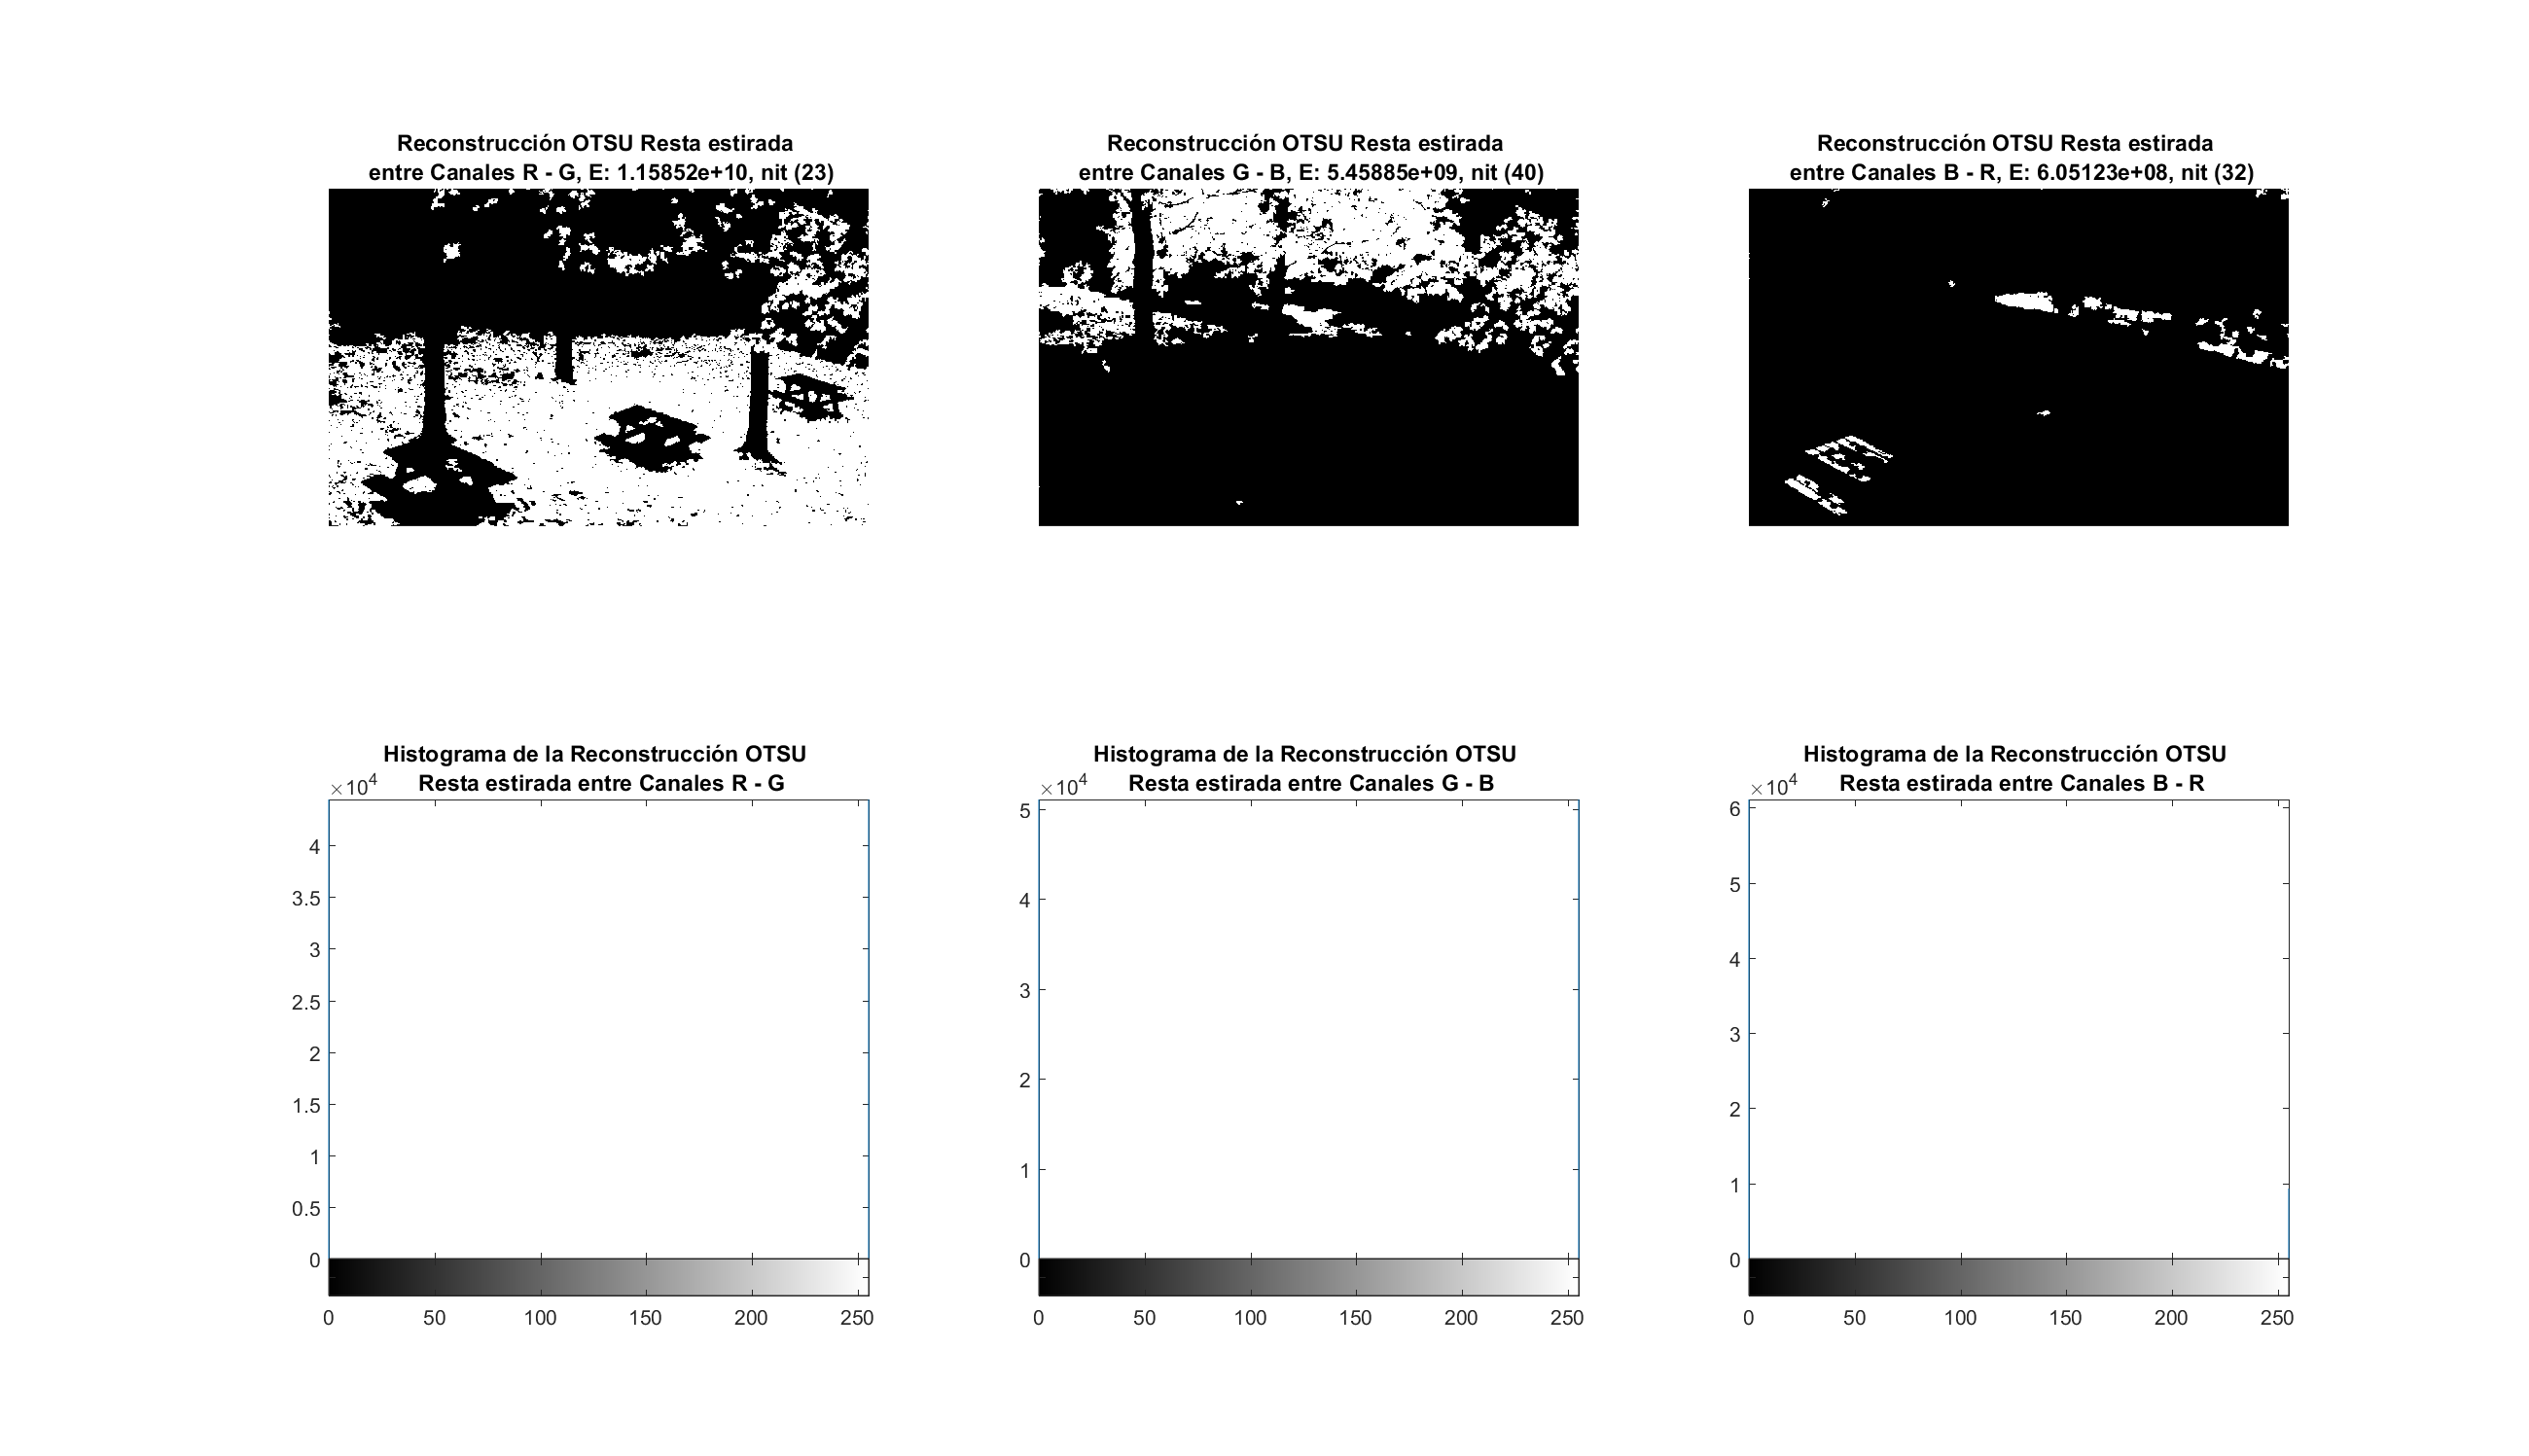 Reconstrucción OTSU Resta estirada
entre Canales R - G, E: 1.15852e+10, nit (23)
Reconstrucción OTSU Resta estirada
entre Canales G - B, E: 5.45885e+09, nit (40)
Reconstrucción OTSU Resta estirada
entre Canales B - R, E: 6.05123e+08, nit (32)
Histograma de la Reconstrucción OTSU
Resta estirada entre Canales R - G
×10^4
4
3.5
3
2.5
2
1.5
1
0.5
0
0 50 100 150 200 250
Histograma de la Reconstrucción OTSU
Resta estirada entre Canales G - B
×10^4
5
4
3
2
1
0
0 50 100 150 200 250
Histograma de la Reconstrucción OTSU
Resta estirada entre Canales B - R
×10^4
6
5
4
3
2
1
0
0 50 100 150 200 250